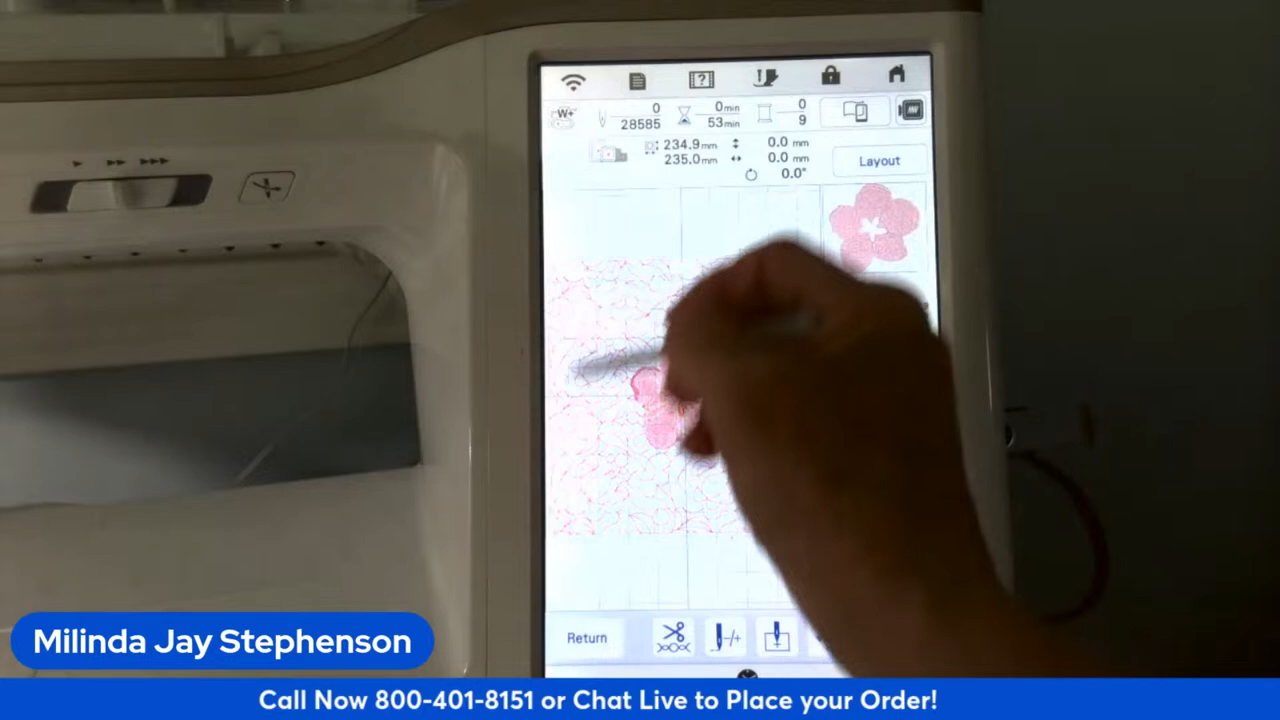 W+
0
28585
0min
53min
0
9
234.9mm
235.0mm
0.0 mm
0.0 mm
0.0°
Layout
Return
-/+
Milinda Jay Stephenson
Call Now 800-401-8151 or Chat Live to Place your Order!